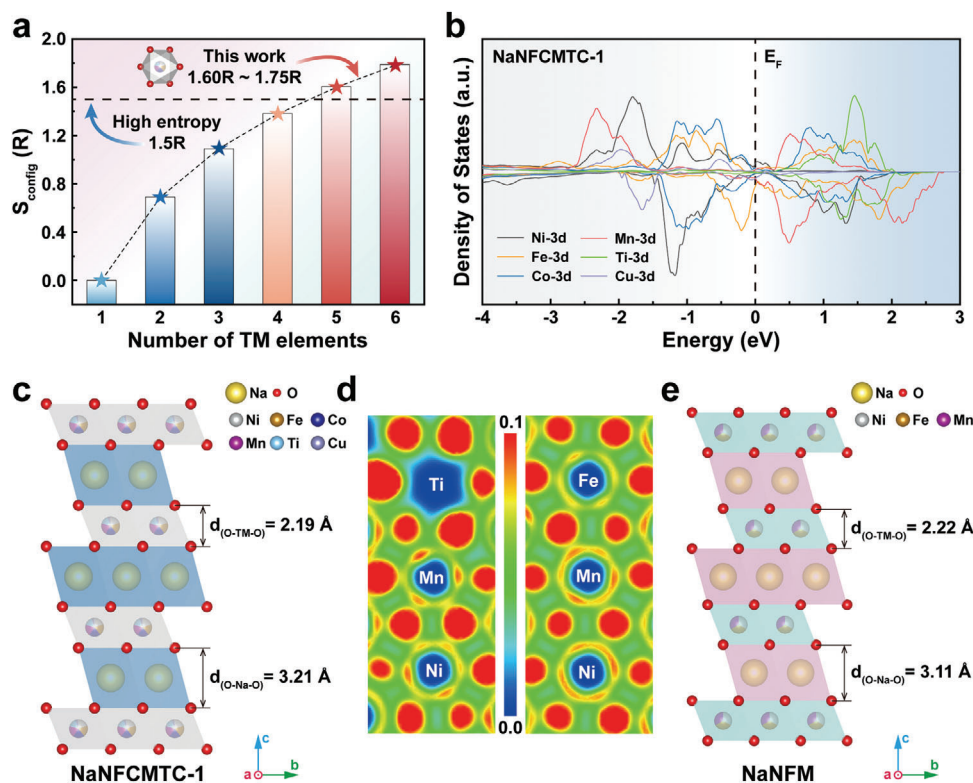 a
S_config (R)
2.0
1.6
1.2
0.8
0.4
0.0
This work
1.60R ~ 1.75R
High entropy
1.5R
1 2 3 4 5 6
Number of TM elements
b
Density of States (a.u.)
NaNFCMTC-1
E_F
Ni-3d Mn-3d
Fe-3d Ti-3d
Co-3d Cu-3d
-4 -3 -2 -1 0 1 2 3
Energy (eV)
c
Na O
Ni Fe Co
Mn Ti Cu
d(O-TM-O)= 2.19 Å
d(O-Na-O)= 3.21 Å
c
a b
NaNFCMTC-1
d
Ti
Mn
Ni
0.1
0.0
Fe
Mn
Ni
e
Na O
Ni Fe Mn
d(O-TM-O)= 2.22 Å
d(O-Na-O)= 3.11 Å
c
a b
NaNFM